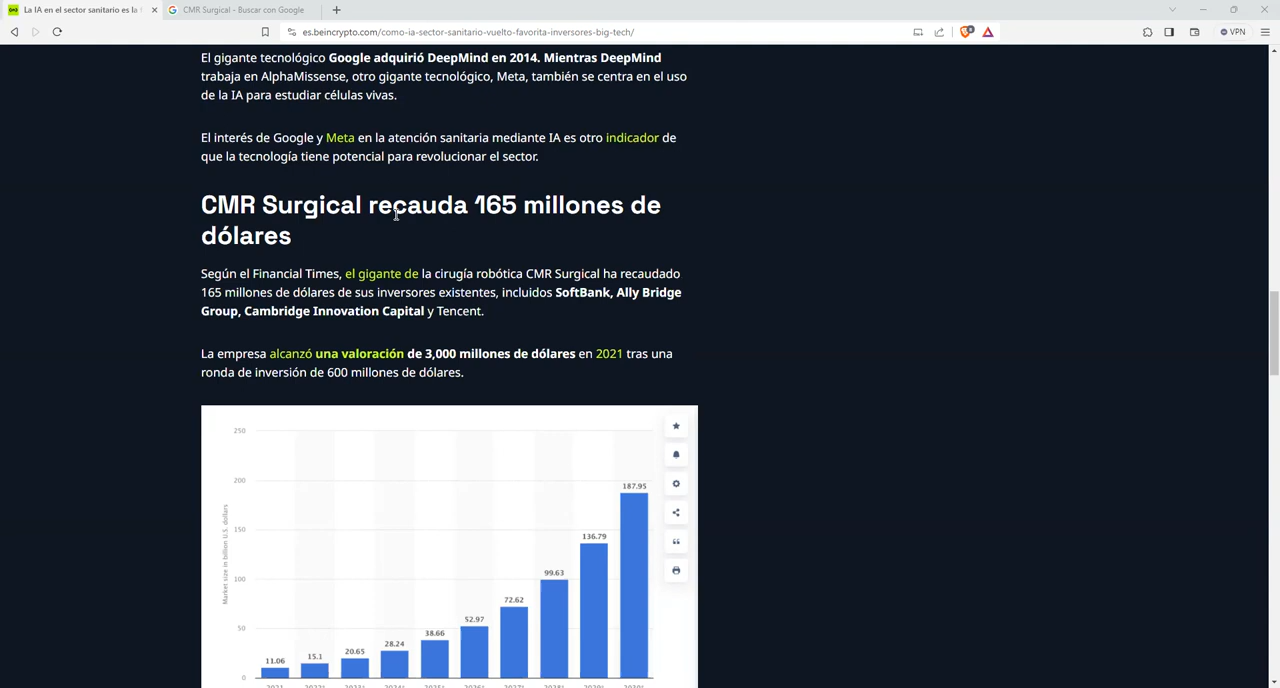 La IA en el sector sanitario es la
CMR Surgical - Buscar con Google
es.beincrypto.com/como-ia-sector-sanitario-vuelto-favorita-inversores-big-tech/
VPN
El gigante tecnológico Google adquirió DeepMind en 2014. Mientras DeepMind
trabaja en AlphaMissense, otro gigante tecnológico, Meta, también se centra en el uso
de la IA para estudiar células vivas.
El interés de Google y Meta en la atención sanitaria mediante IA es otro indicador de
que la tecnología tiene potencial para revolucionar el sector.
CMR Surgical recauda 165 millones de
dólares
Según el Financial Times, el gigante de la cirugía robótica CMR Surgical ha recaudado
165 millones de dólares de sus inversores existentes, incluidos SoftBank, Ally Bridge
Group, Cambridge Innovation Capital y Tencent.
La empresa alcanzó una valoración de 3,000 millones de dólares en 2021 tras una
ronda de inversión de 600 millones de dólares.
Market size in billion U.S. dollars
250
200
150
100
50
0
11.06
15.1
20.65
28.24
38.66
52.97
72.62
99.63
136.79
187.95